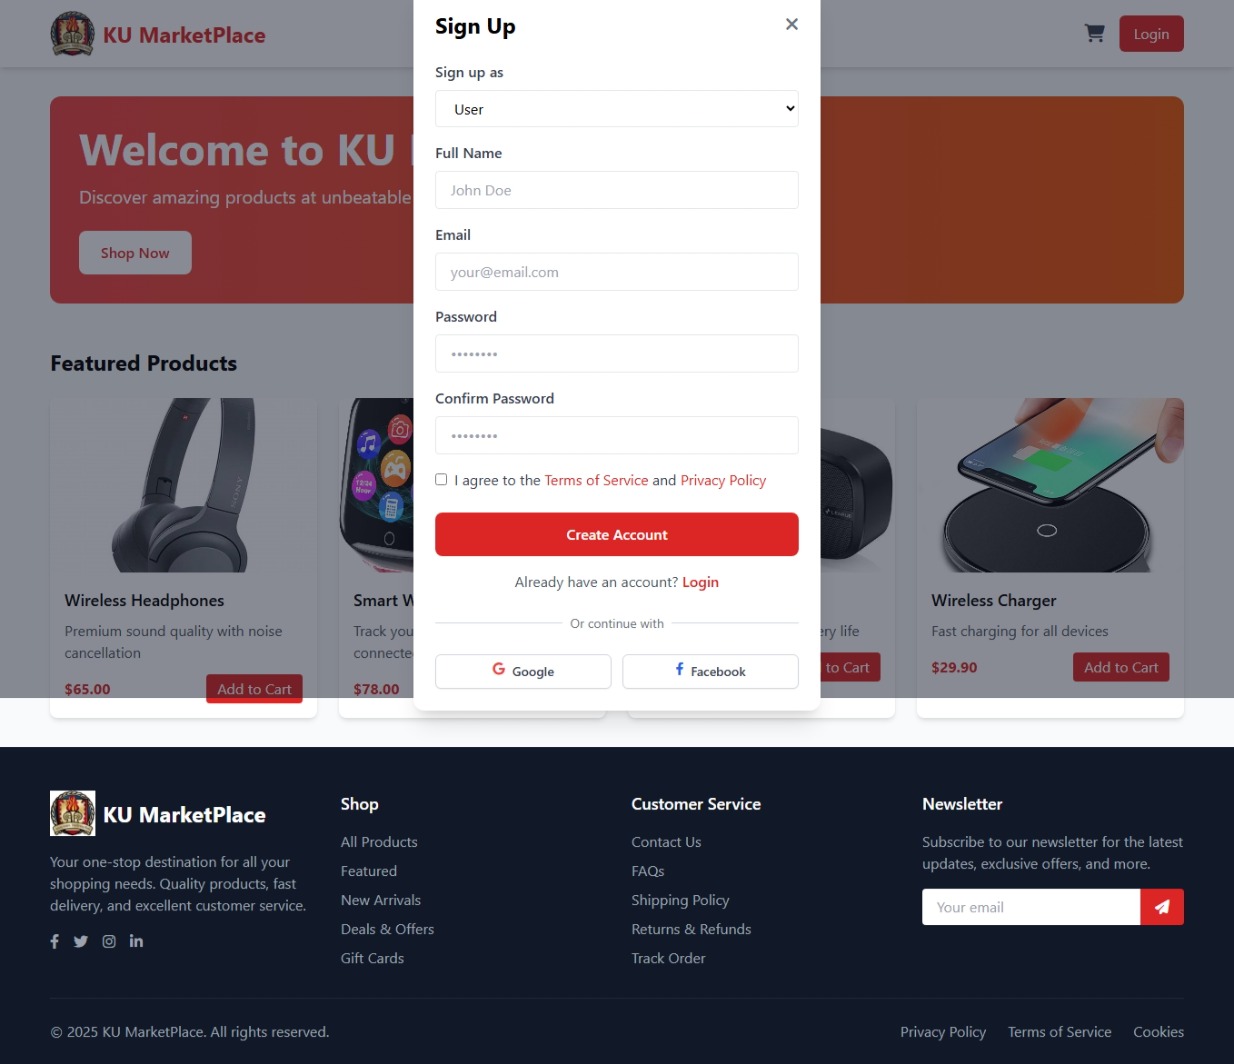 KU MarketPlace
Login
Sign Up
Sign up as
User
Full Name
John Doe
Email
your@email.com
Password
••••••••
Confirm Password
••••••••
I agree to the Terms of Service and Privacy Policy
Create Account
Already have an account? Login
Or continue with
Google
Facebook
Welcome to KU
Discover amazing products at unbeatable
Shop Now
Featured Products
Wireless Headphones
Premium sound quality with noise
cancellation
$65.00
Add to Cart
12/24
Hour
Smart
Track
$78.00
life
to Cart
Wireless Charger
Fast charging for all devices
$29.90
Add to Cart
KU MarketPlace
Your one-stop destination for all your
shopping needs. Quality products, fast
delivery, and excellent customer service.
Shop
All Products
Featured
New Arrivals
Deals & Offers
Gift Cards
Customer Service
Contact Us
FAQs
Shipping Policy
Returns & Refunds
Track Order
Newsletter
Subscribe to our newsletter for the latest
updates, exclusive offers, and more.
Your email
© 2025 KU MarketPlace. All rights reserved.
Privacy Policy
Terms of Service
Cookies